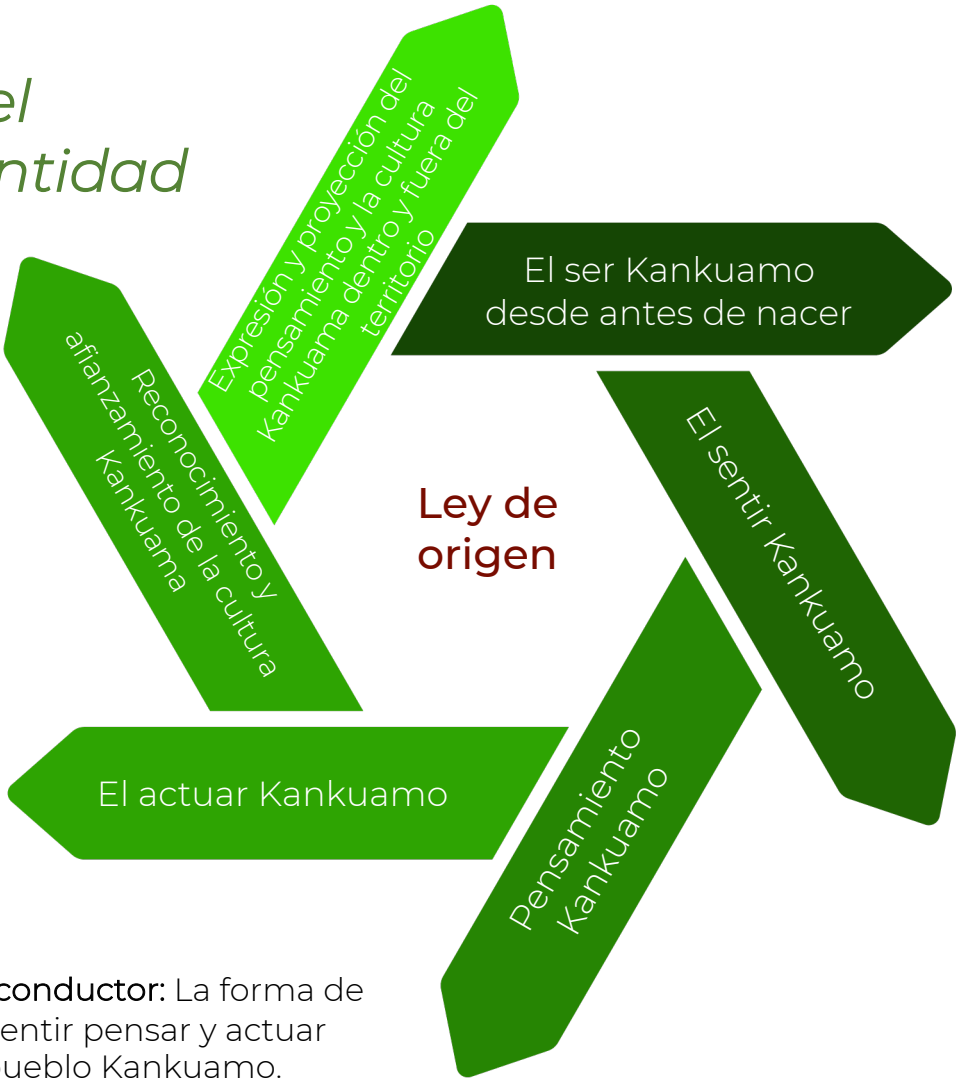 el
ntidad
Expresión y proyección del
pensamiento y la cultura
Kankuama dentro y fuera del
territorio
El ser Kankuamo
desde antes de nacer
El sentir Kankuamo
Pensamiento
Kankuamo
El actuar Kankuamo
Reconocimiento y
afianzamiento de la cultura
Kankuama
Ley de
origen
conductor: La forma de
entir pensar y actuar
ueblo Kankuamo.